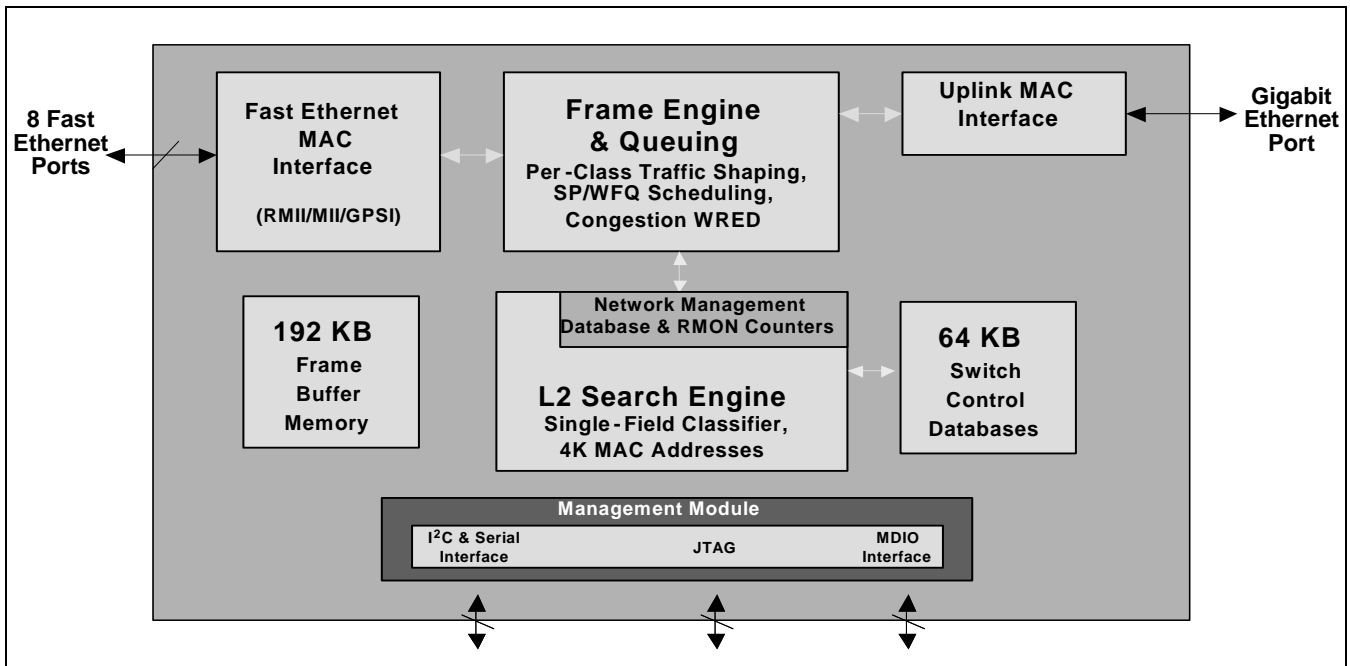 8 Fast
Ethernet
Ports
Fast Ethernet
MAC
Interface
(RMII/MII/GPSI)
Frame Engine
& Queuing
Per-Class Traffic Shaping,
SP/WFQ Scheduling,
Congestion WRED
Uplink MAC
Interface
Gigabit
Ethernet
Port
192 KB
Frame
Buffer
Memory
Network Management
Database & RMON Counters
L2 Search Engine
Single-Field Classifier,
4K MAC Addresses
64 KB
Switch
Control
Databases
Management Module
I²C & Serial
Interface
JTAG
MDIO
Interface